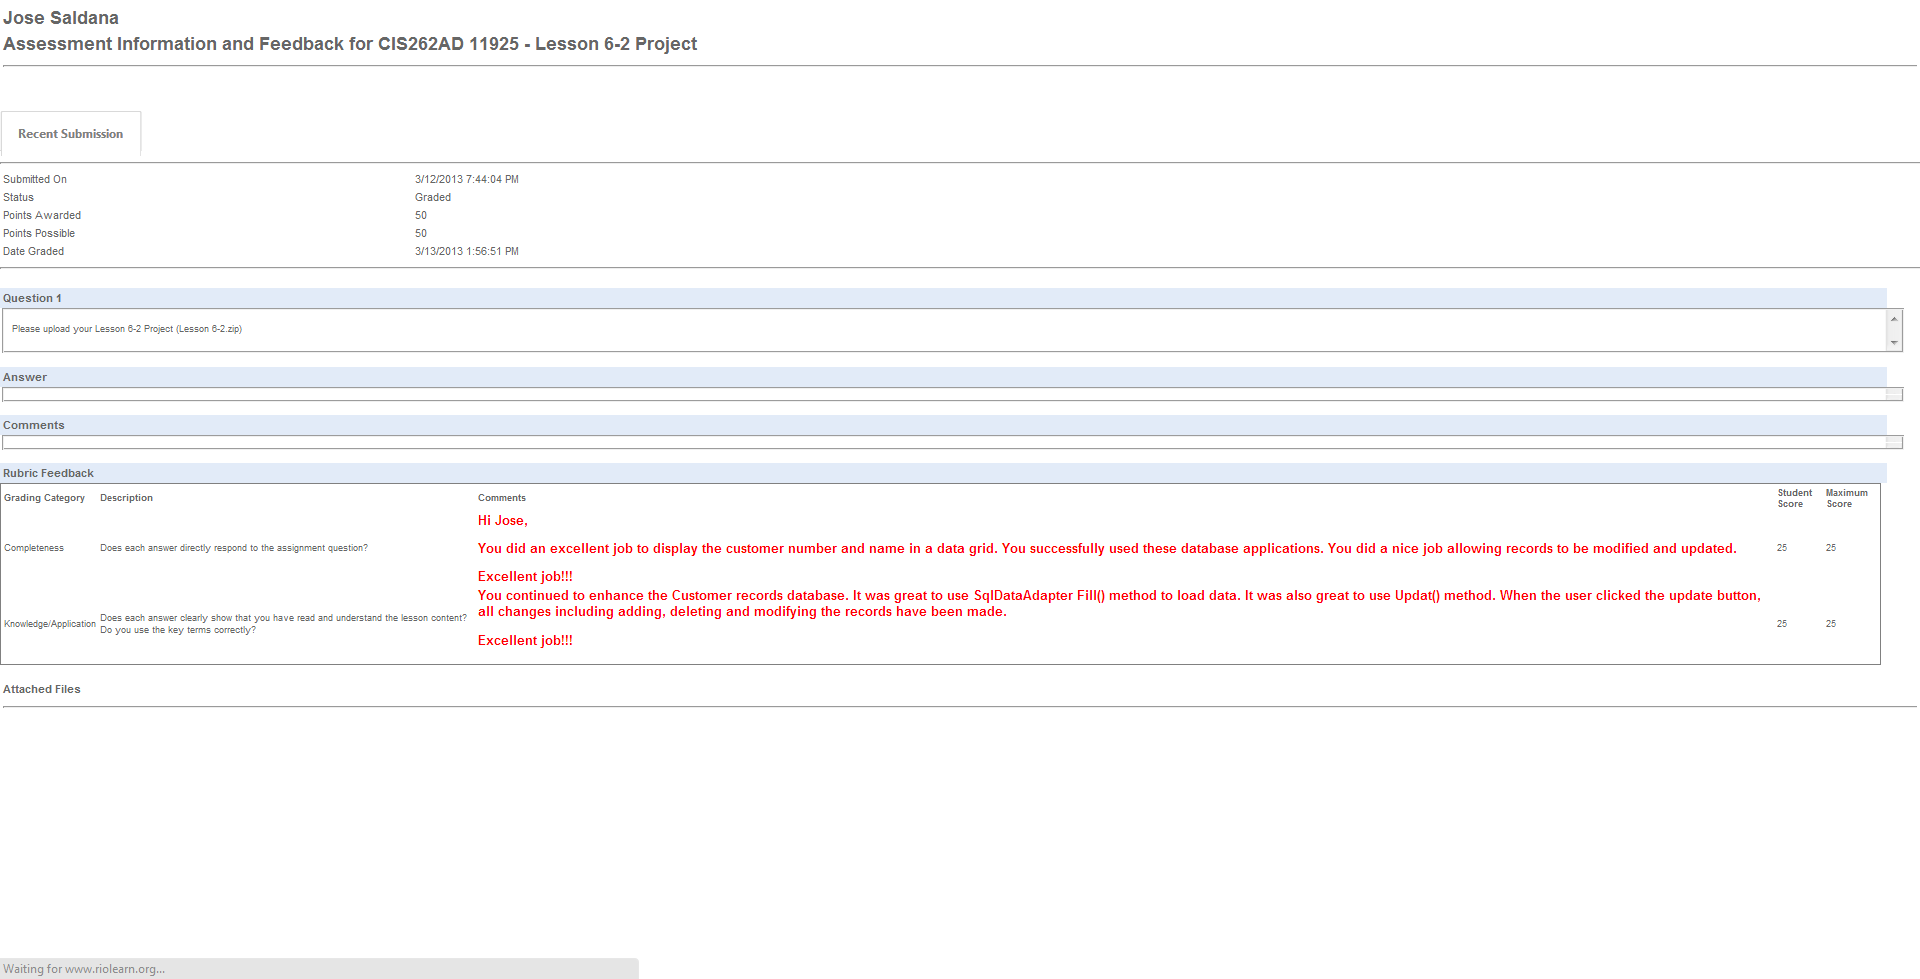 Jose Saldana
Assessment Information and Feedback for CIS262AD 11925 - Lesson 6-2 Project
Recent Submission
Submitted On 3/12/2013 7:44:04 PM
Status Graded
Points Awarded 50
Points Possible 50
Date Graded 3/13/2013 1:56:51 PM
Question 1
Please upload your Lesson 6-2 Project (Lesson 6-2.zip)
Answer
Comments
Rubric Feedback
Grading Category Description Comments Student Score Maximum Score
Hi Jose,
Completeness Does each answer directly respond to the assignment question? You did an excellent job to display the customer number and name in a data grid. You successfully used these database applications. You did a nice job allowing records to be modified and updated. 25 25
Excellent job!!!
You continued to enhance the Customer records database. It was great to use SqlDataAdapter Fill() method to load data. It was also great to use Updat() method. When the user clicked the update button,
all changes including adding, deleting and modifying the records have been made.
Knowledge/Application Does each answer clearly show that you have read and understand the lesson content?
Do you use the key terms correctly? 25 25
Excellent job!!!
Attached Files
Waiting for www.riolearn.org...